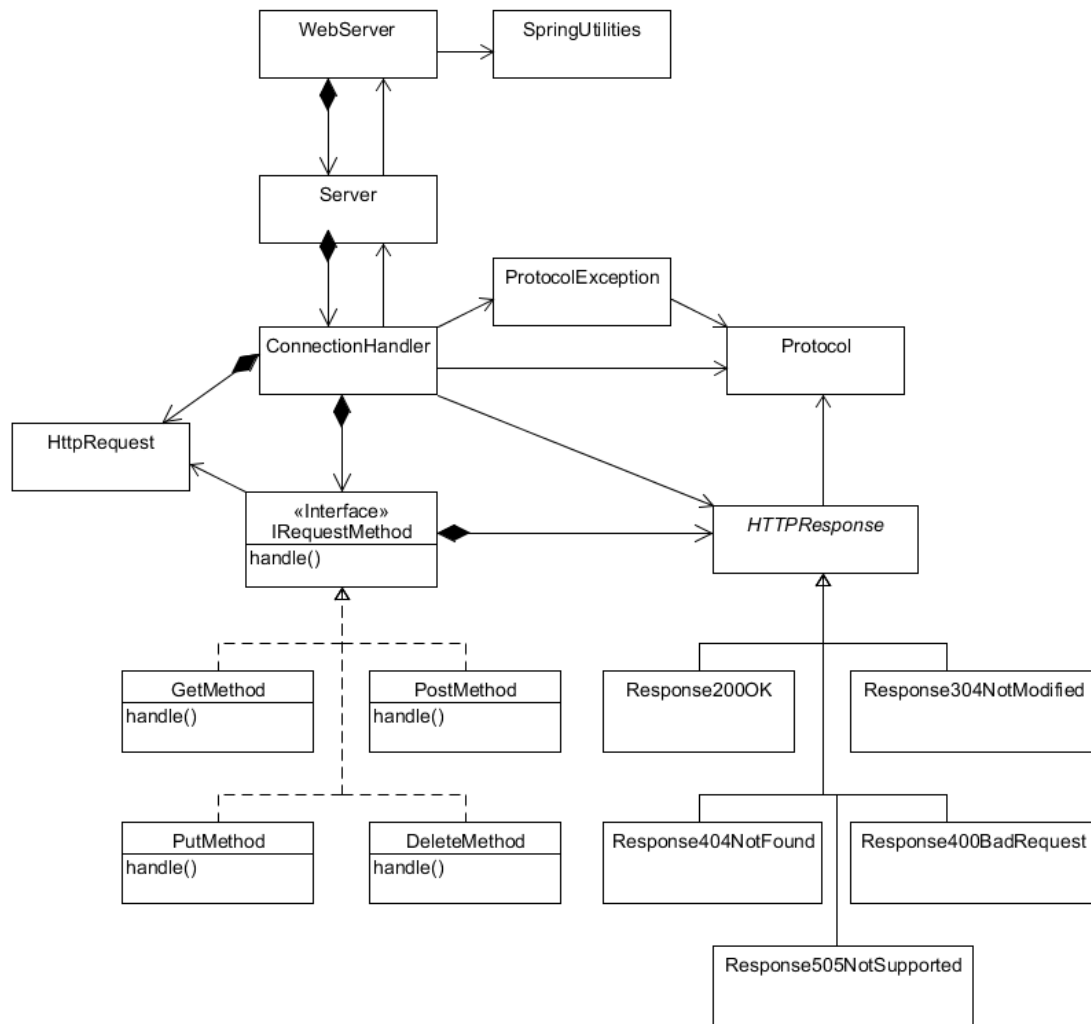 WebServer
SpringUtilities
Server
ProtocolException
ConnectionHandler
Protocol
HttpRequest
«Interface»
IRequestMethod
handle()
HTTPResponse
GetMethod
handle()
PostMethod
handle()
Response200OK
Response304NotModified
PutMethod
handle()
DeleteMethod
handle()
Response404NotFound
Response400BadRequest
Response505NotSupported